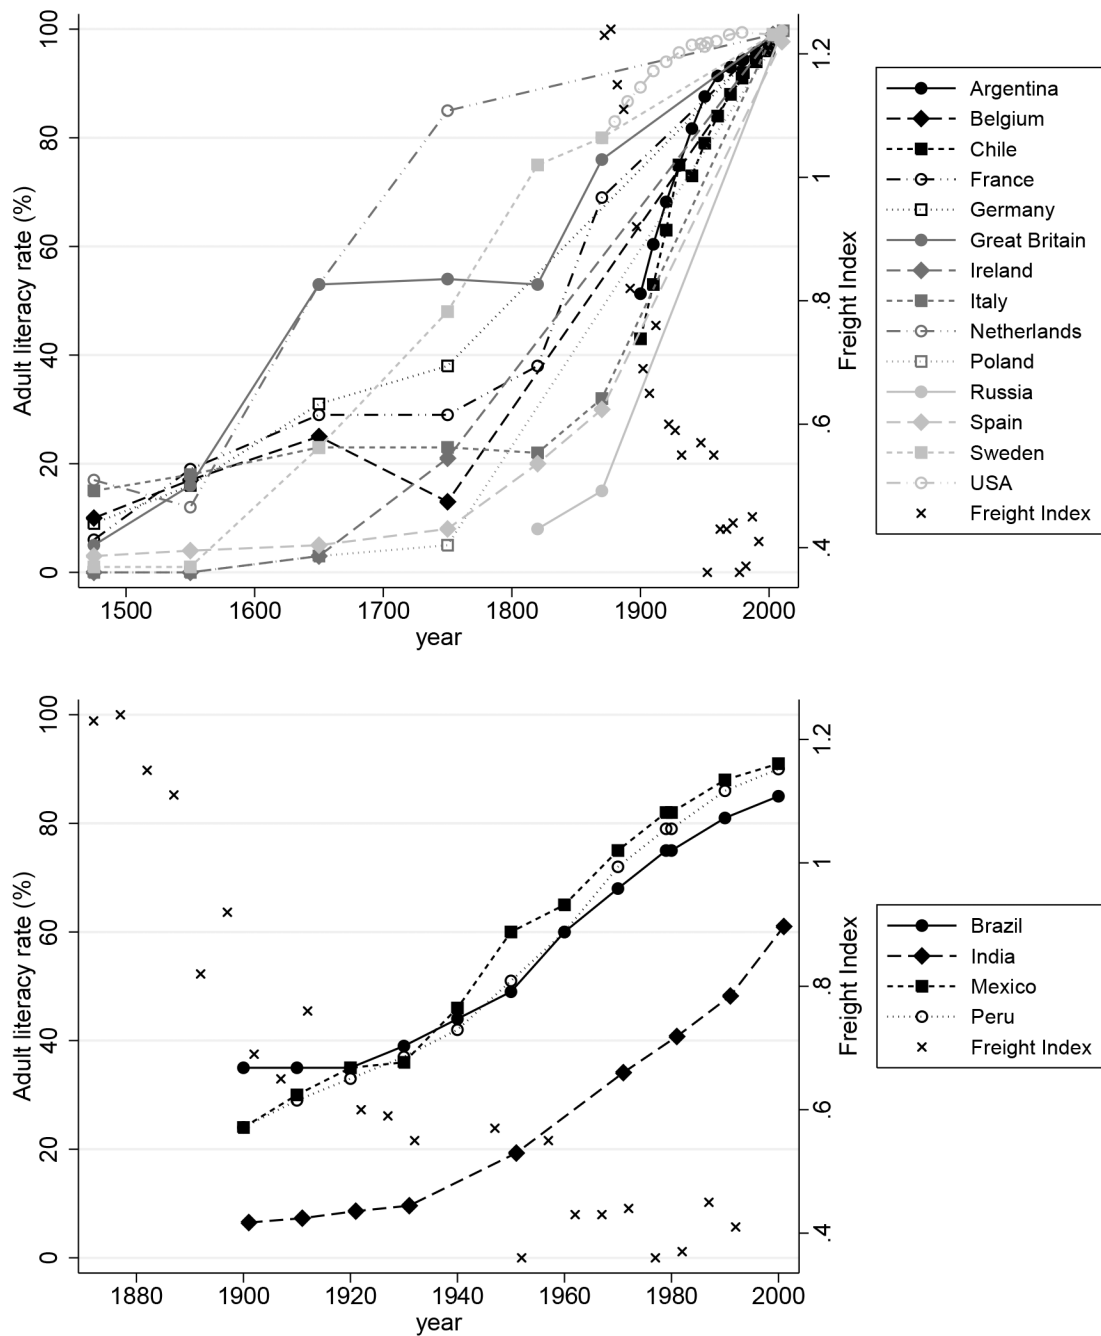 100
80
60
40
20
0
Adult literacy rate (%)
1.2
1
.8
.6
.4
Freight Index
1500 1600 1700 1800 1900 2000
year
Argentina
Belgium
Chile
France
Germany
Great Britain
Ireland
Italy
Netherlands
Poland
Russia
Spain
Sweden
USA
Freight Index
100
80
60
40
20
0
Adult literacy rate (%)
1.2
1
.8
.6
.4
Freight Index
1880 1900 1920 1940 1960 1980 2000
year
Brazil
India
Mexico
Peru
Freight Index